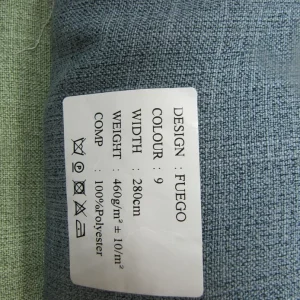 DESIGN : FUEGO
COLOUR : 9
WIDTH : 280cm
WEIGHT : 460g/m² ± 10/m²
COMP : 100%Polyester